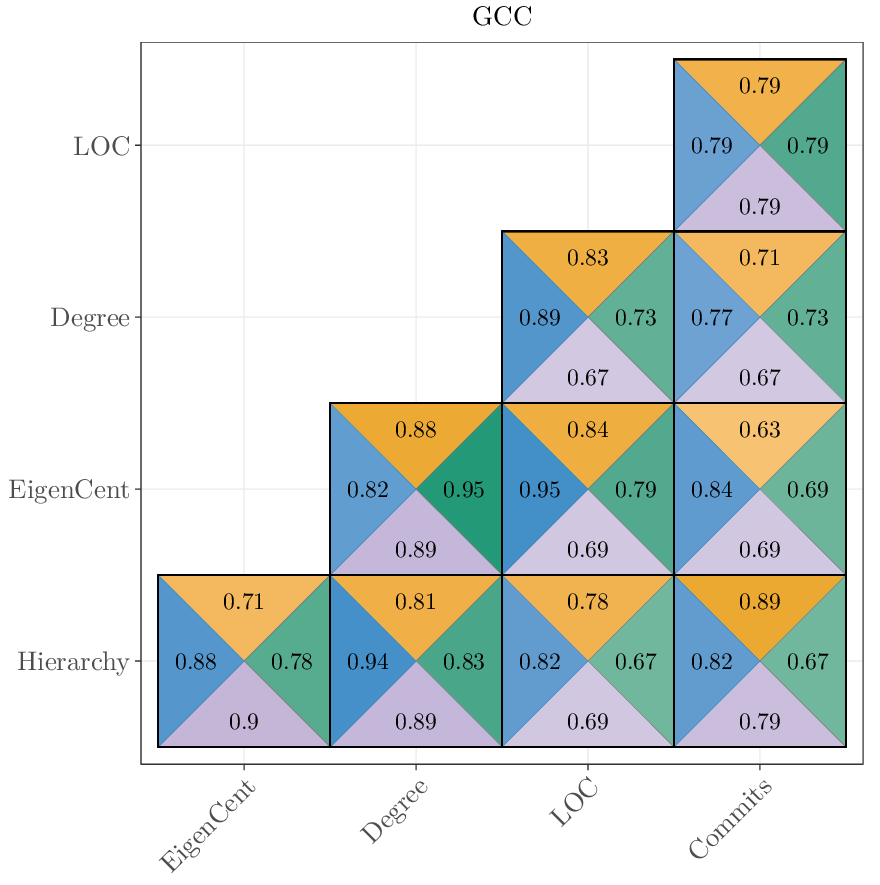 GCC
0.79
LOC 0.79 0.79
0.79
0.83 0.71
Degree 0.89 0.73 0.77 0.73
0.67 0.67
0.88 0.84 0.63
EigenCent 0.82 0.95 0.95 0.79 0.84 0.69
0.89 0.69 0.69
0.71 0.81 0.78 0.89
Hierarchy 0.88 0.78 0.94 0.83 0.82 0.67 0.82 0.67
0.9 0.89 0.69 0.79
EigenCent Degree LOC Commits